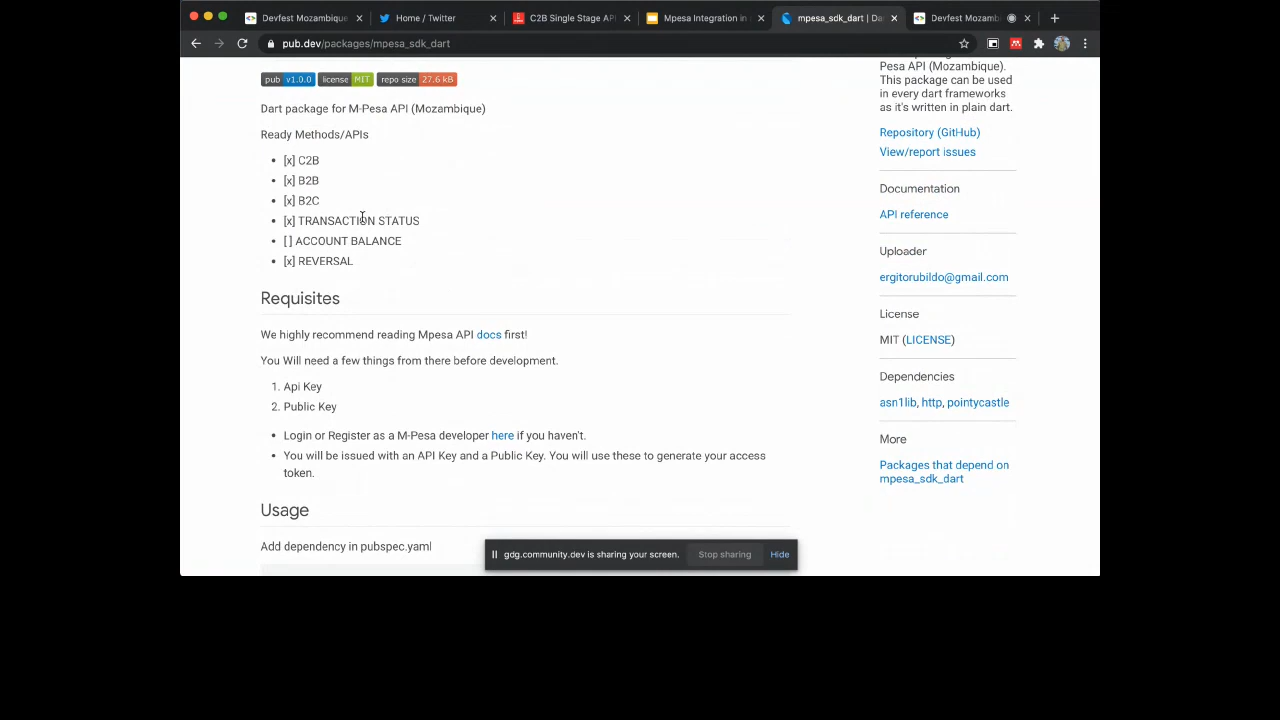 Devfest Mozambique
Home / Twitter
C2B Single Stage API
Mpesa Integration in
mpesa_sdk_dart | Da
Devfest Mozamb
pub.dev/packages/mpesa_sdk_dart
pub v1.0.0 license MIT repo size 27.6 kB
Dart package for M-Pesa API (Mozambique)
Ready Methods/APIs
• [x] C2B
• [x] B2B
• [x] B2C
• [x] TRANSACTION STATUS
• [ ] ACCOUNT BALANCE
• [x] REVERSAL
Requisites
We highly recommend reading Mpesa API docs first!
You Will need a few things from there before development.
1. Api Key
2. Public Key
• Login or Register as a M-Pesa developer here if you haven't.
• You will be issued with an API Key and a Public Key. You will use these to generate your access
token.
Usage
Add dependency in pubspec.yaml
Pesa API (Mozambique).
This package can be used
in every dart frameworks
as it's written in plain dart.
Repository (GitHub)
View/report issues
Documentation
API reference
Uploader
ergitorubildo@gmail.com
License
MIT (LICENSE)
Dependencies
asn1lib, http, pointycastle
More
Packages that depend on
mpesa_sdk_dart
gdg.community.dev is sharing your screen.
Stop sharing
Hide